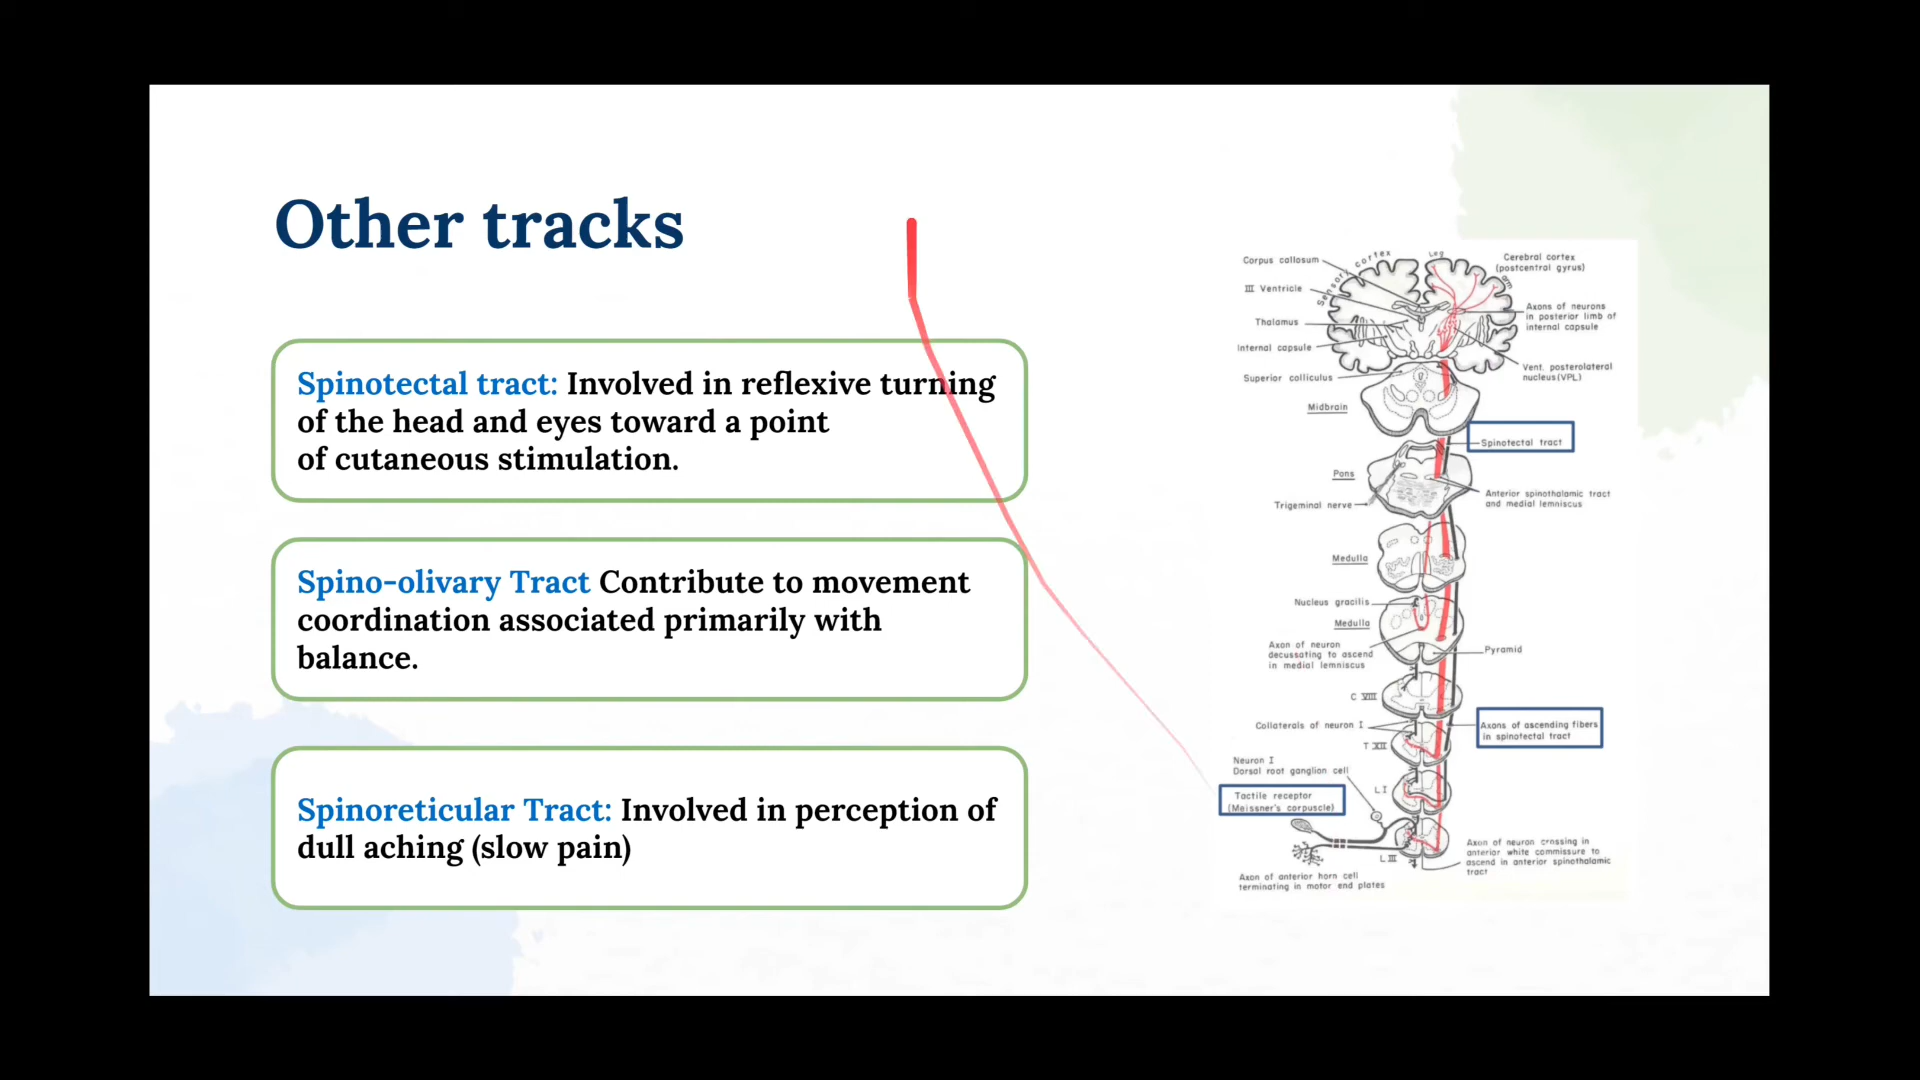 Other tracks
Spinotectal tract: Involved in reflexive turning
of the head and eyes toward a point
of cutaneous stimulation.
Spino-olivary Tract Contribute to movement
coordination associated primarily with
balance.
Spinoreticular Tract: Involved in perception of
dull aching (slow pain)
Corpus callosum
Sensory cortex
Leg
Cerebral cortex
(postcentral gyrus)
arm
III Ventricle
Axons of neurons
in posterior limb of
internal capsule
Thalamus
Internal capsule
Vent. posterolateral
nucleus (VPL)
Superior colliculus
Midbrain
Spinotectal tract
Pons
Anterior spinothalamic tract
and medial lemniscus
Trigeminal nerve
Medulla
Nucleus gracilis
Medulla
Axon of neuron
decussating to ascend
in medial lemniscus
Pyramid
C VIII
Collaterals of neuron I
Axons of ascending fibers
in spinotectal tract
T XII
Neuron I
Dorsal root ganglion cell
L I
Tactile receptor
(Meissner's corpuscle)
Axon of neuron crossing in
anterior white commissure to
ascend in anterior spinothalamic
tract
L III
Axon of anterior horn cell
terminating in motor end plates